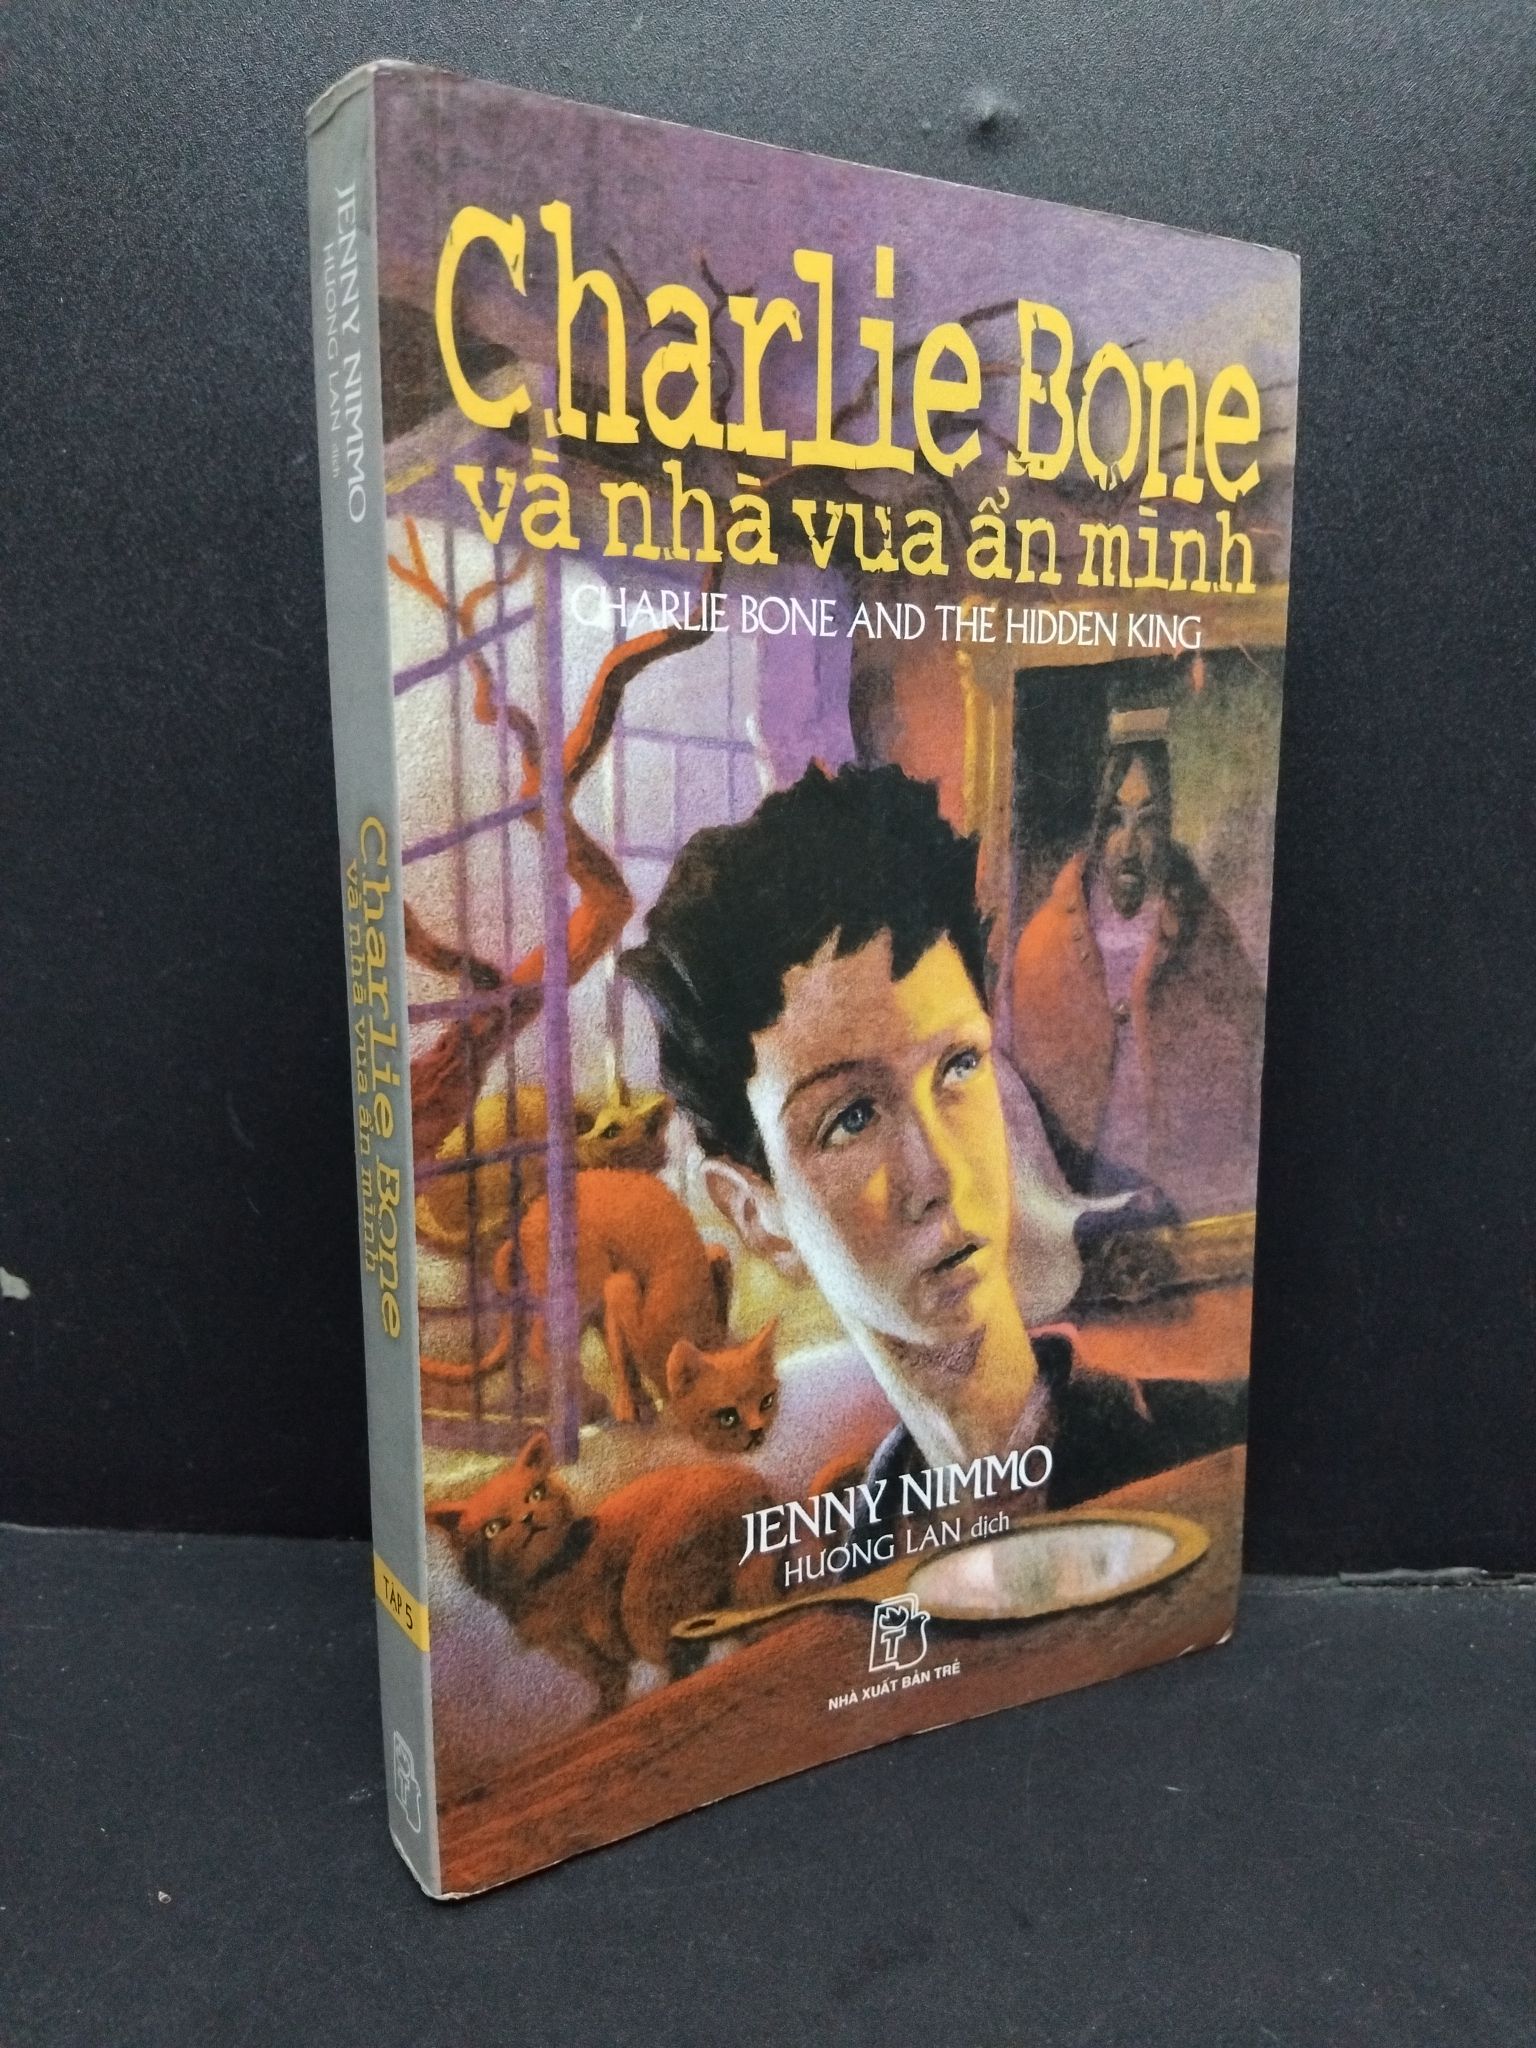 JENNY NIMMO
HƯƠNG LAN dịch
Charlie Bone
và nhà vua ẩn mình
TẬP 5
Charlie Bone
và nhà vua ẩn mình
CHARLIE BONE AND THE HIDDEN KING
JENNY NIMMO
HƯƠNG LAN dịch
T
NHÀ XUẤT BẢN TRẺ